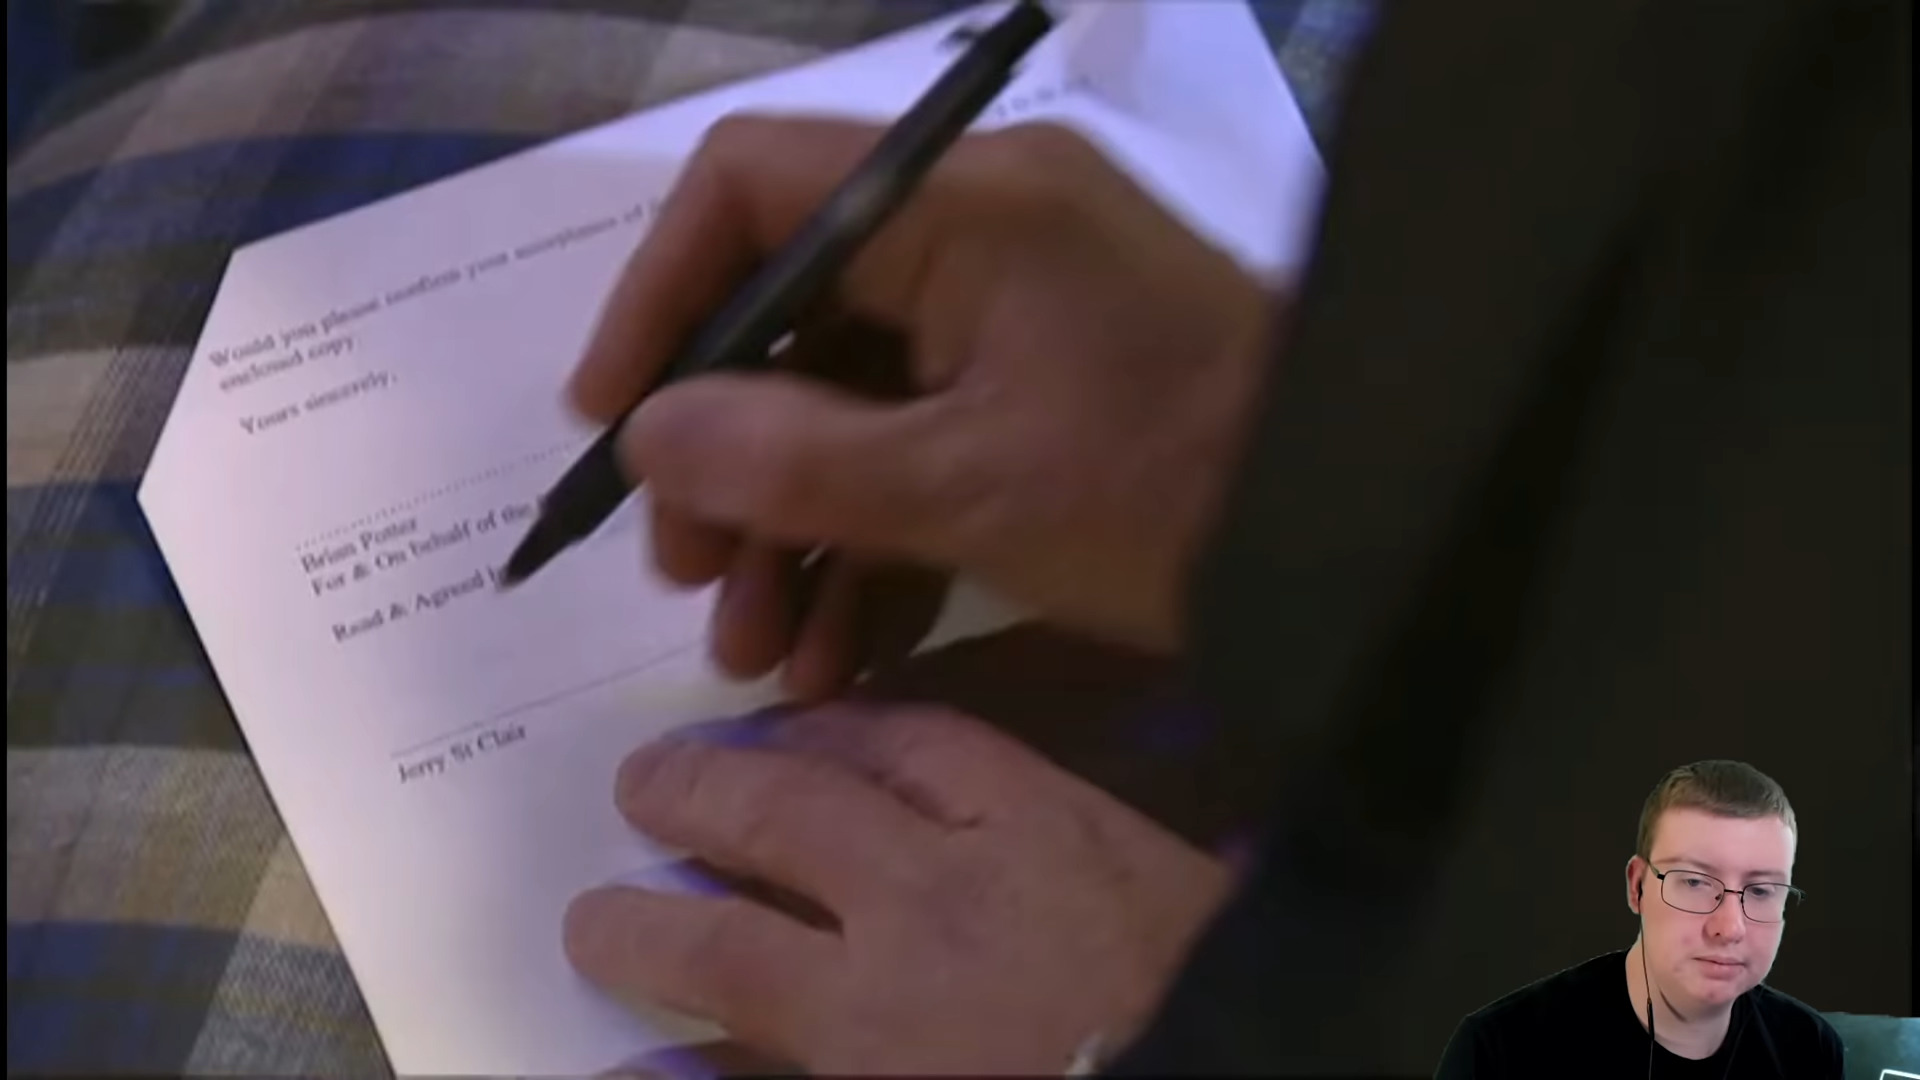 Would you please confirm your acceptance of
enclosed copy.
Yours sincerely,
Brian Potter
For & On behalf of the
Read & Agreed
Jerry St Clair